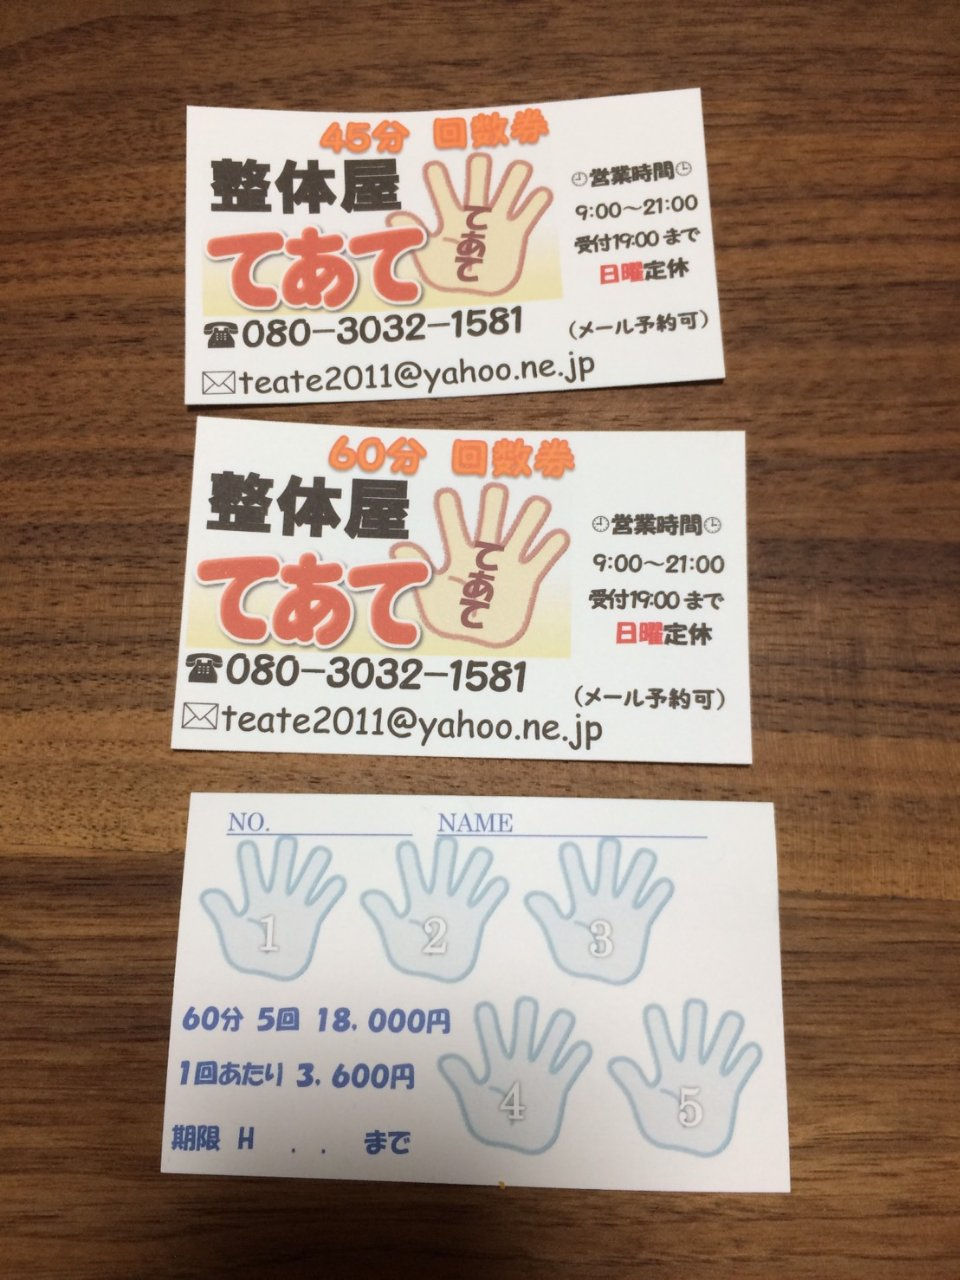 45分 回数券
整体屋
てあて
てあて
☎080-3032-1581
✉teate2011@yahoo.ne.jp
🕘営業時間🕒
9:00〜21:00
受付19:00まで
日曜定休
(メール予約可)
60分 回数券
整体屋
てあて
てあて
☎080-3032-1581
✉teate2011@yahoo.ne.jp
🕘営業時間🕒
9:00〜21:00
受付19:00まで
日曜定休
(メール予約可)
NO. NAME
1 2 3
60分 5回 18,000円
1回あたり 3,600円
4 5
期限 H . . まで